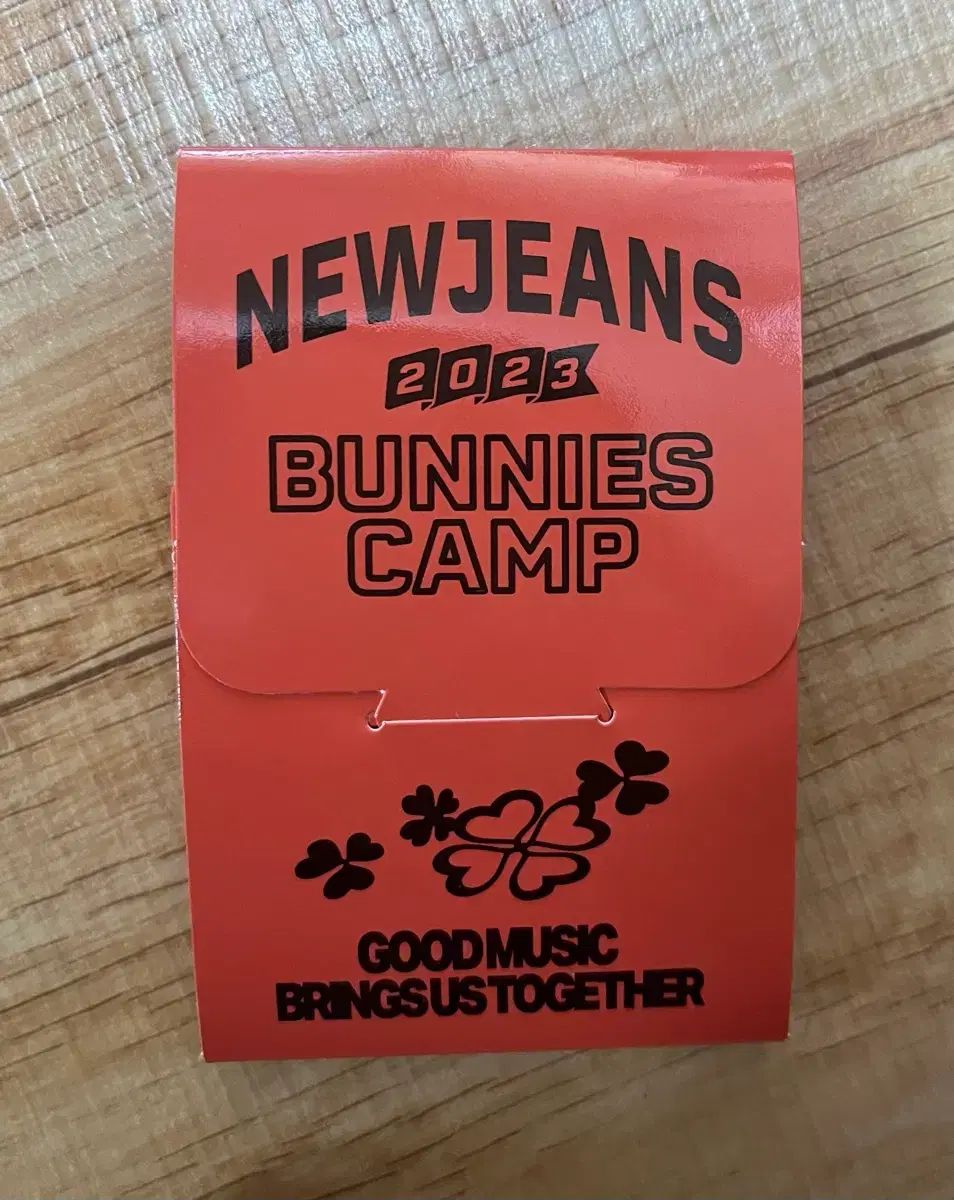 NEWJEANS
2023
BUNNIES
CAMP
GOOD MUSIC
BRINGS US TOGETHER